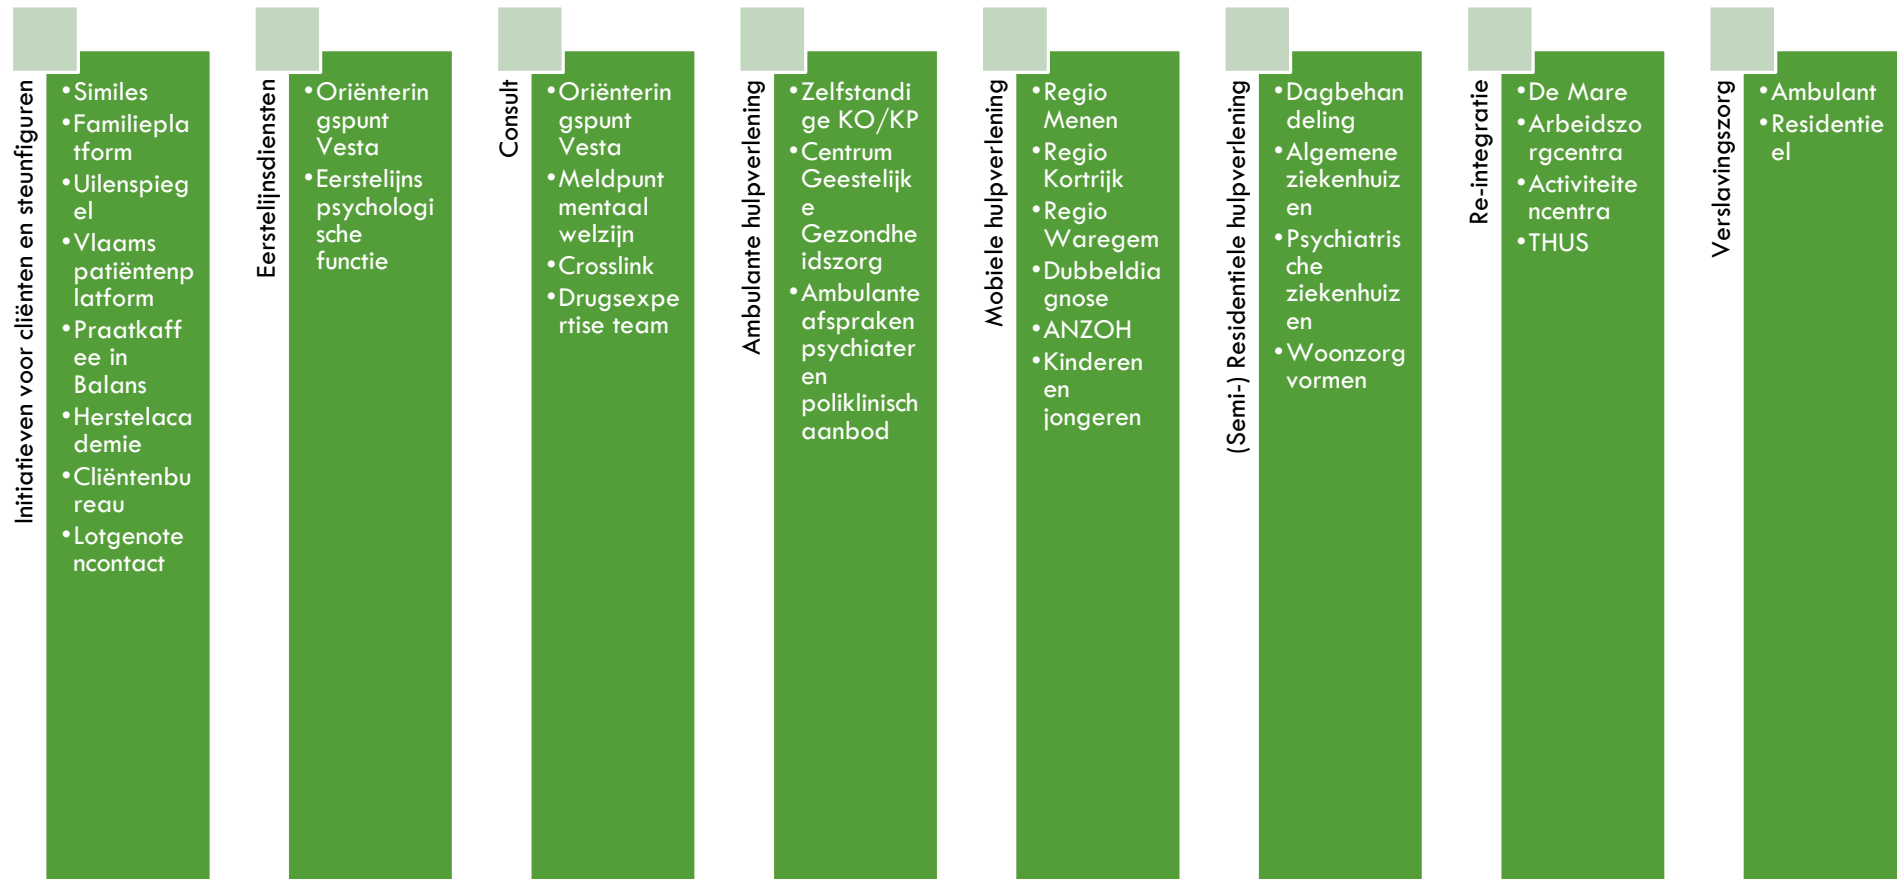 Initiatieven voor cliënten en steunfiguren
•Similes
•Familiepla
tform
•Uilenspieg
el
•Vlaams
patiëntenp
latform
•Praatkaff
ee in
Balans
•Herstelaca
demie
•Cliëntenbu
reau
•Lotgenote
ncontact
Eerstelijnsdiensten
•Oriënterin
gspunt
Vesta
•Eerstelijns
psychologi
sche
functie
Consult
•Oriënterin
gspunt
Vesta
•Meldpunt
mentaal
welzijn
•Crosslink
•Drugsexpe
rtise team
Ambulante hulpverlening
•Zelfstandi
ge KO/KP
•Centrum
Geestelijk
e
Gezondhe
idszorg
•Ambulante
afspraken
psychiater
en
poliklinisch
aanbod
Mobiele hulpverlening
•Regio
Menen
•Regio
Kortrijk
•Regio
Waregem
•Dubbeldia
gnose
•ANZOH
•Kinderen
en
jongeren
(Semi-) Residentiele hulpverlening
•Dagbehan
deling
•Algemene
ziekenhuiz
en
•Psychiatris
che
ziekenhuiz
en
•Woonzorg
vormen
Re-integratie
•De Mare
•Arbeidszo
rgcentra
•Activiteite
ncentra
•THUS
Verslavingszorg
•Ambulant
•Residentie
el